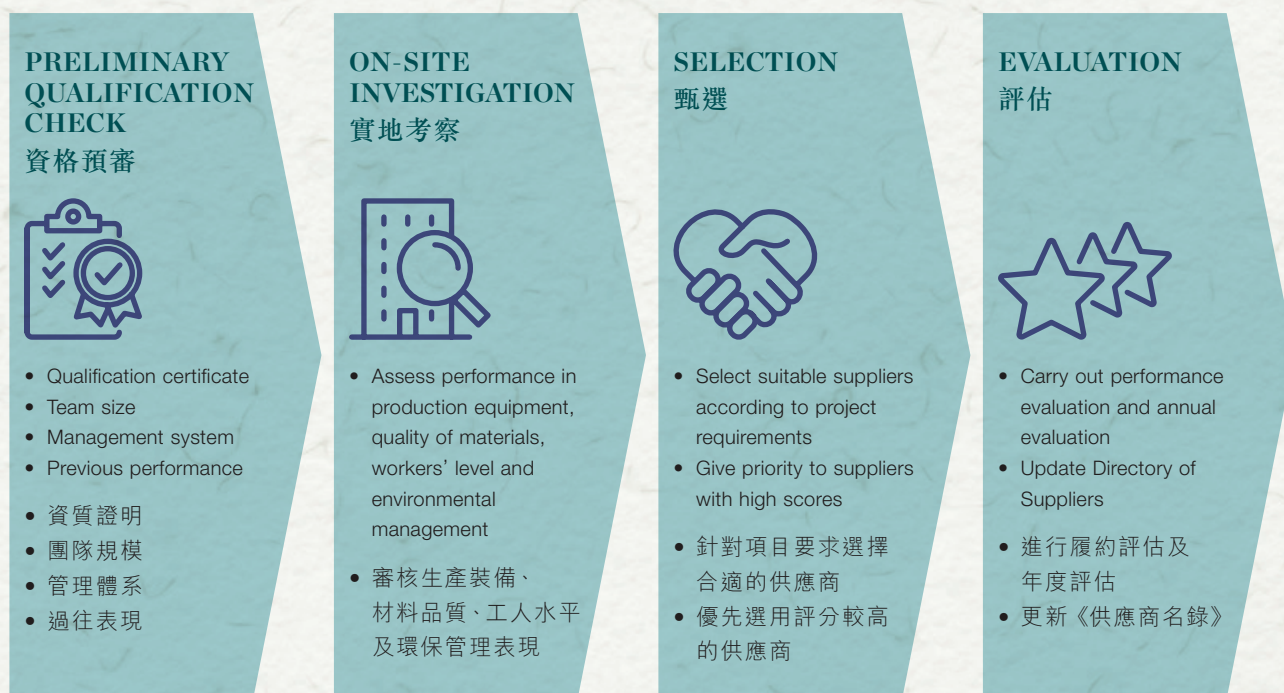 PRELIMINARY
QUALIFICATION
CHECK
資格預審
• Qualification certificate
• Team size
• Management system
• Previous performance
• 資質證明
• 團隊規模
• 管理體系
• 過往表現
ON-SITE
INVESTIGATION
實地考察
• Assess performance in
production equipment,
quality of materials,
workers’ level and
environmental
management
• 審核生產裝備、
材料品質、工人水平
及環保管理表現
SELECTION
甄選
• Select suitable suppliers
according to project
requirements
• Give priority to suppliers
with high scores
• 針對項目要求選擇
合適的供應商
• 優先選用評分較高
的供應商
EVALUATION
評估
• Carry out performance
evaluation and annual
evaluation
• Update Directory of
Suppliers
• 進行履約評估及
年度評估
• 更新《供應商名錄》